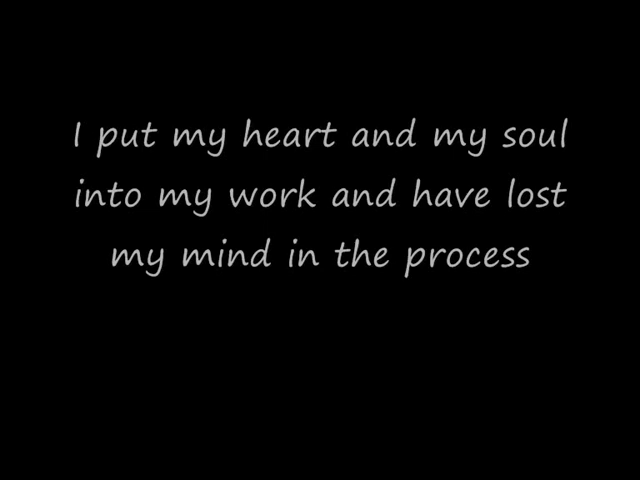 I put my heart and my soul
into my work and have lost
my mind in the process